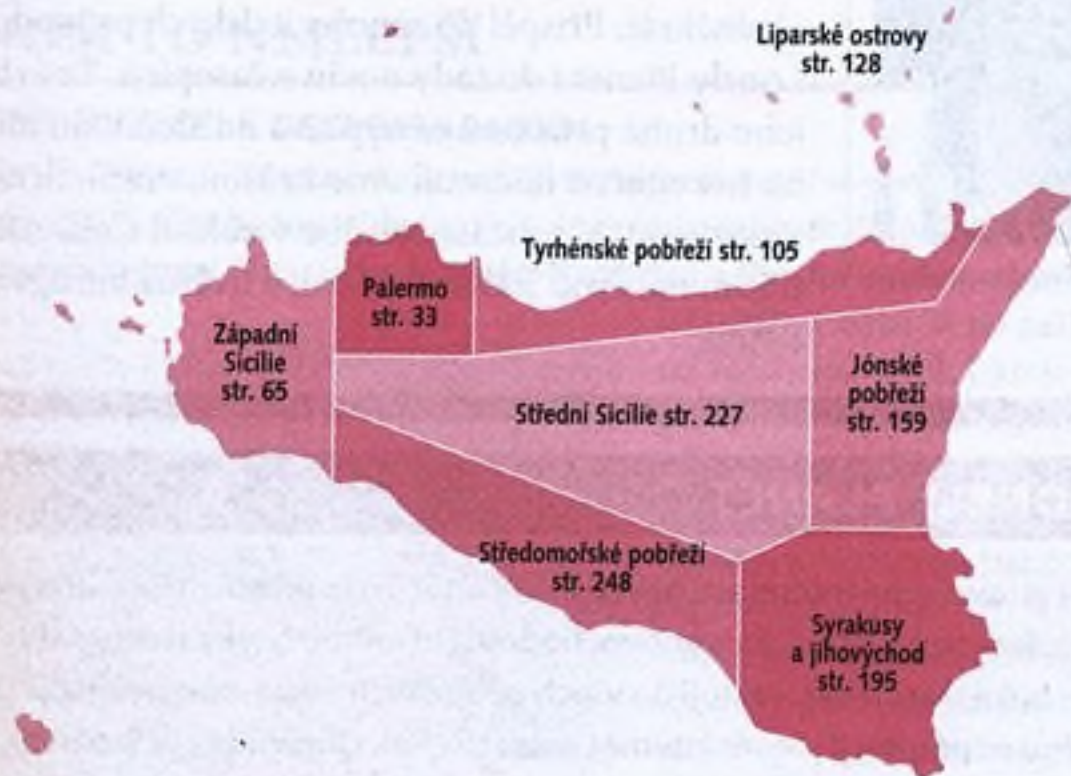 Liparské ostrovy
str. 128
Tyrhénské pobřeží str. 105
Palermo
str. 33
Západní
Sicílie
str. 65
Jónské
pobřeží
str. 159
Střední Sicílie str. 227
Středomořské pobřeží
str. 248
Syrakusy
a jihovýchod
str. 195